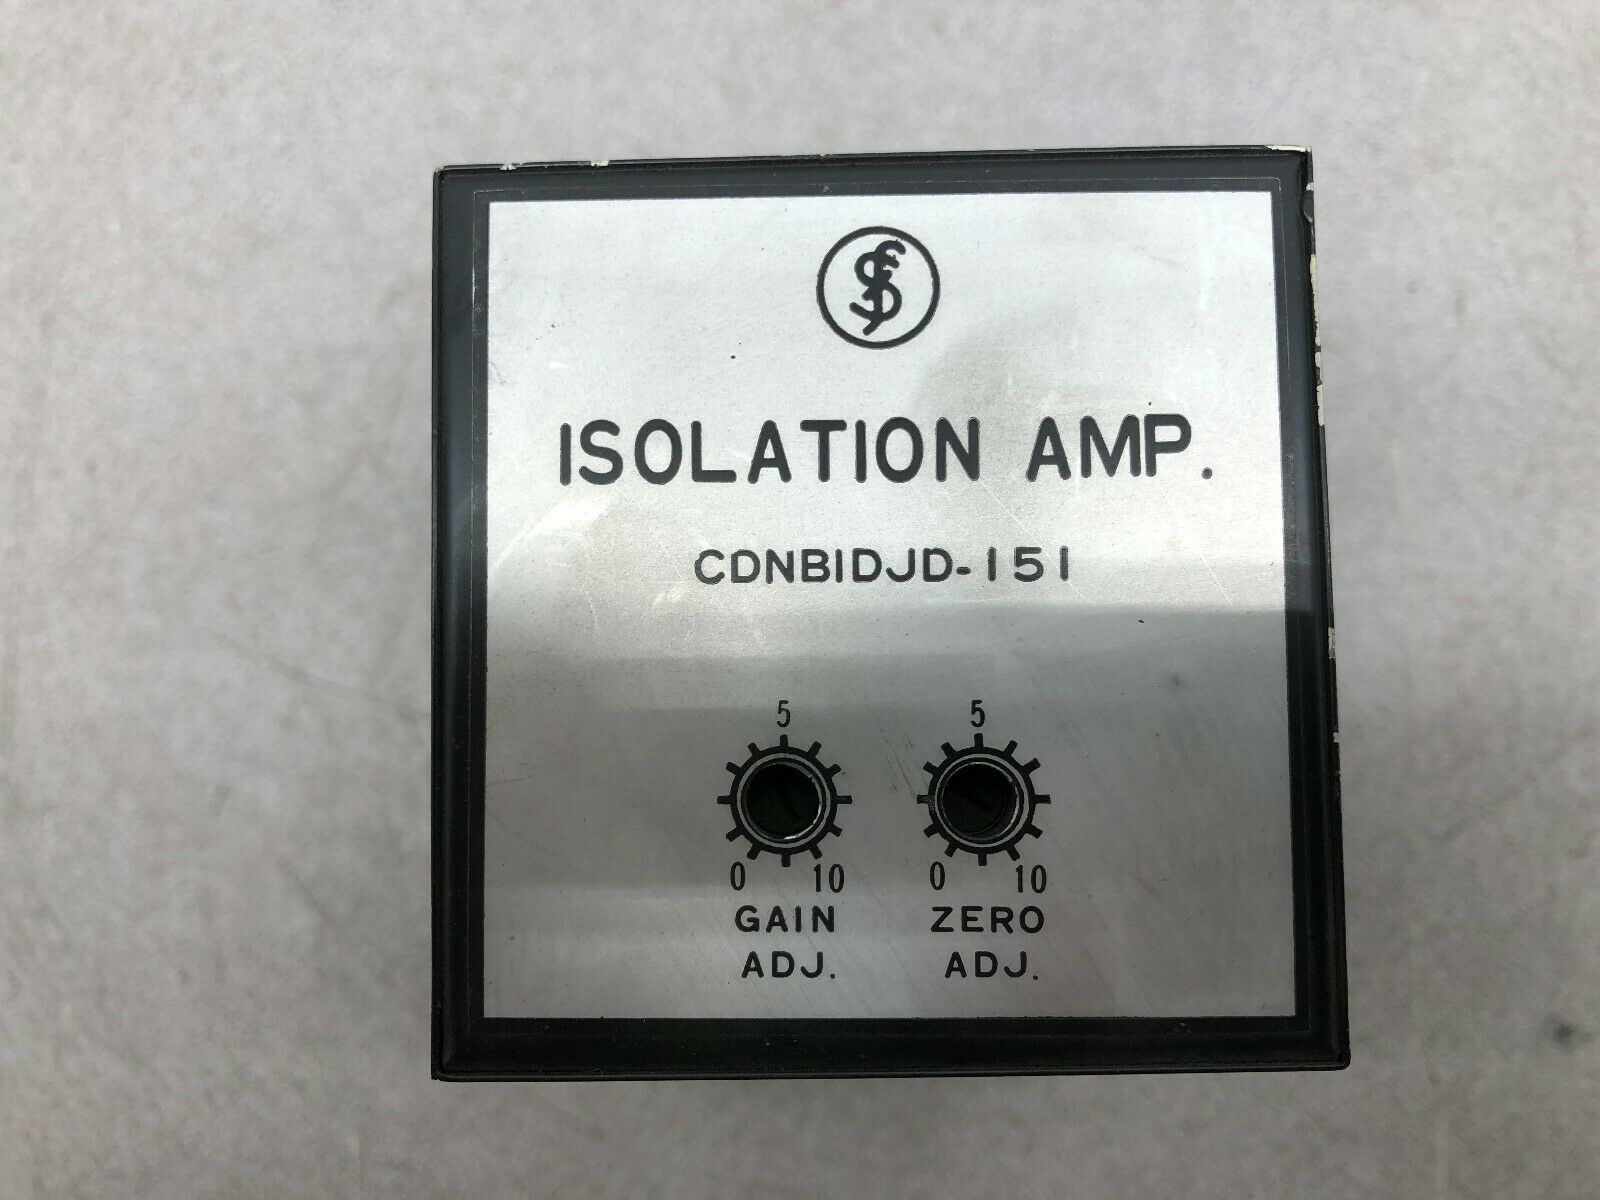 ISOLATION AMP.
CDNBIDJD-151
5 5
0 10 0 10
GAIN ZERO
ADJ. ADJ.